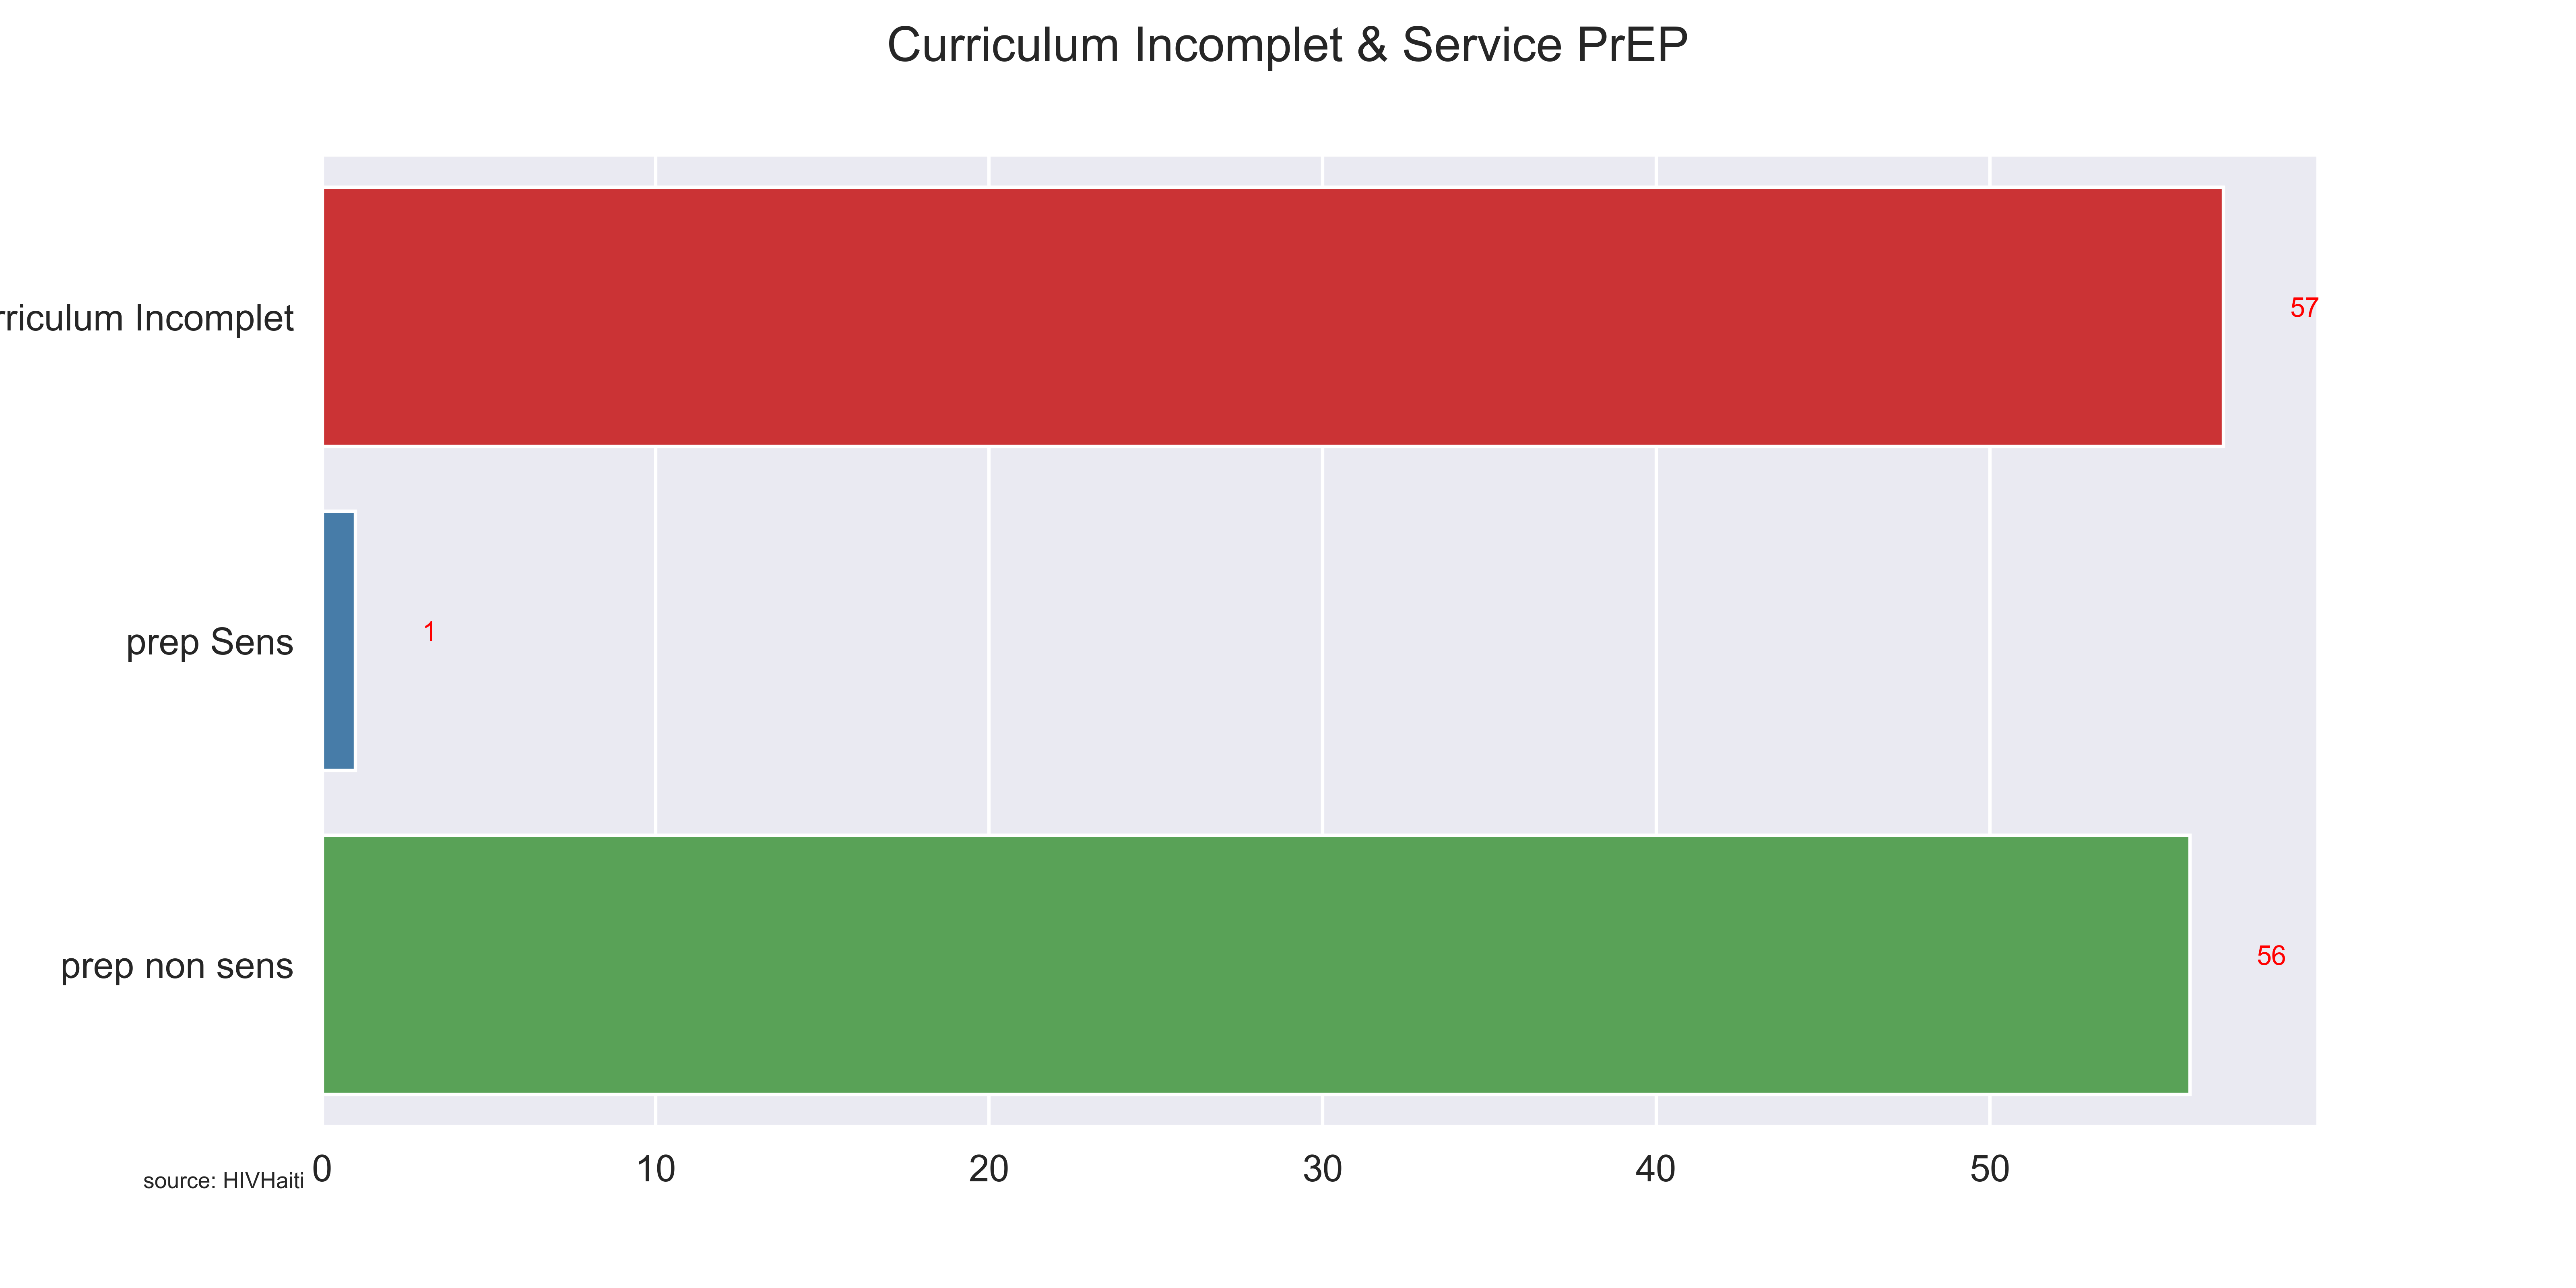 Curriculum Incomplet & Service PrEP
rriculum Incomplet
57
prep Sens
1
prep non sens
56
0 10 20 30 40 50
source: HIVHaiti